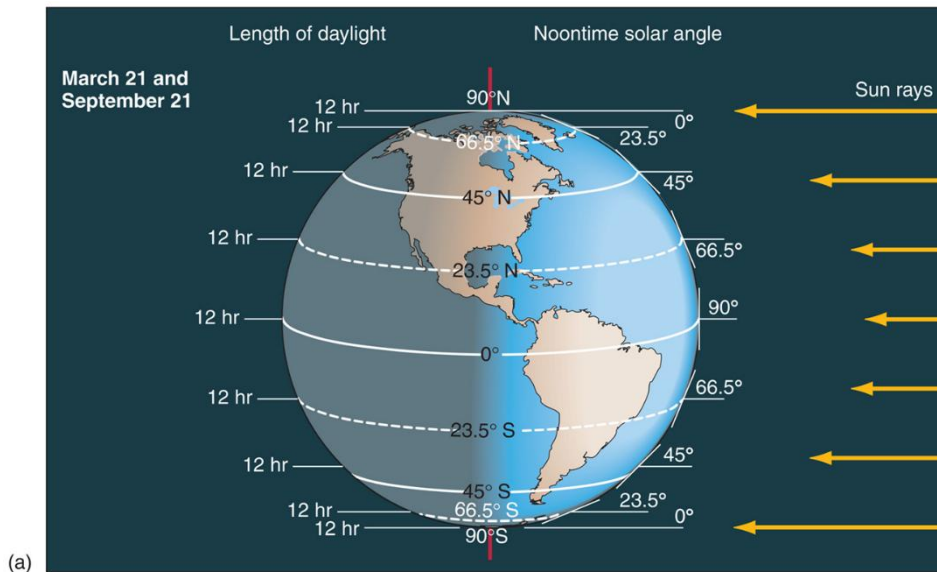 Length of daylight
Noontime solar angle
March 21 and
September 21
Sun rays
12 hr
90°N
0°
12 hr
66.5° N
23.5°
12 hr
45° N
45°
12 hr
23.5° N
66.5°
12 hr
0°
90°
12 hr
23.5° S
66.5°
12 hr
45° S
45°
12 hr
66.5° S
23.5°
12 hr
90°S
0°
(a)